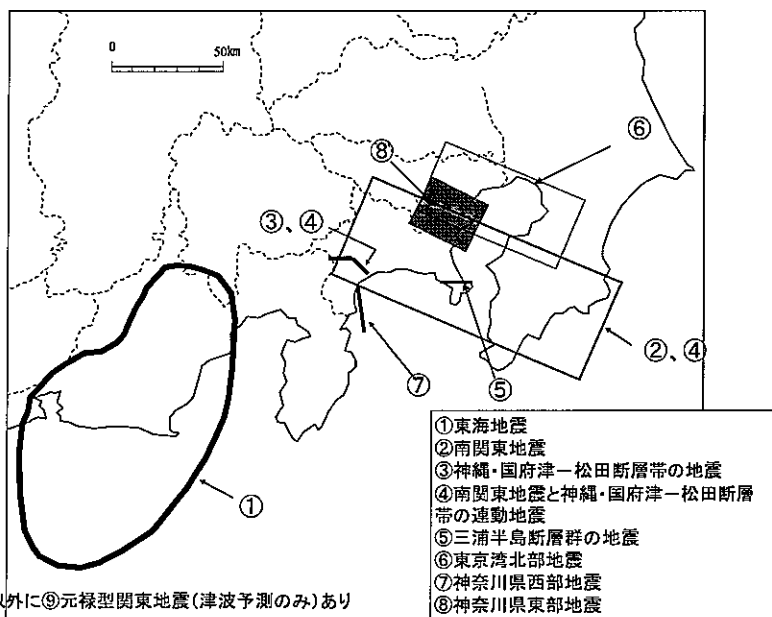 0 50km
⑥
⑧
③、④
②、④
⑦
⑤
①
①東海地震
②南関東地震
③神縄・国府津ー松田断層帯の地震
④南関東地震と神縄・国府津ー松田断層
帯の連動地震
⑤三浦半島断層群の地震
⑥東京湾北部地震
⑦神奈川県西部地震
⑧神奈川県東部地震
外に⑨元禄型関東地震(津波予測のみ)あり